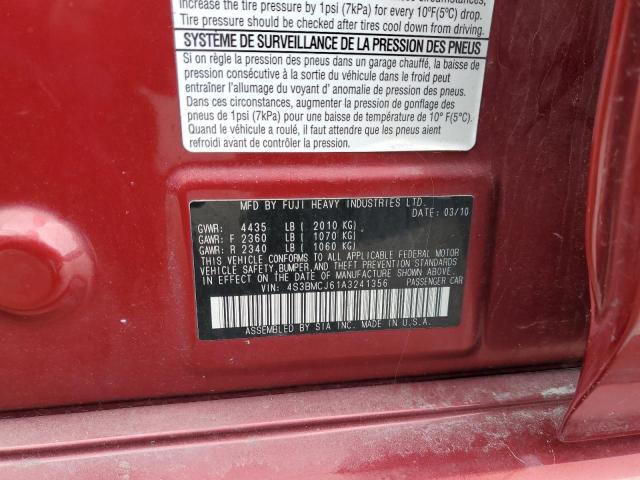 increase the tire pressure by 1psi (7kPa) for every 10°F(5°C) drop.
Tire pressure should be checked after tires cool down from driving.
SYSTÈME DE SURVEILLANCE DE LA PRESSION DES PNEUS
Si on règle la pression des pneus dans un garage chauffé, la baisse de
pression consécutive à la sortie du véhicule dans le froid peut
entraîner l'allumage du voyant d' anomalie de pression des pneus.
Dans ces circonstances, augmenter la pression de gonflage des
pneus de 1psi (7kPa) pour une baisse de température de 10° F(5°C).
Quand le véhicule a roulé, il faut attendre que les pneus aient
refroidi avant de contrôler la pression.
MFD BY FUJI HEAVY INDUSTRIES LTD.
DATE: 03/10
GVWR: 4435 LB ( 2010 KG)
GAWR: F 2360 LB ( 1070 KG)
GAWR: R 2340 LB ( 1060 KG)
THIS VEHICLE CONFORMS TO ALL APPLICABLE FEDERAL MOTOR
VEHICLE SAFETY, BUMPER, AND THEFT PREVENTION STANDARDS
IN EFFECT ON THE DATE OF MANUFACTURE SHOWN ABOVE.
VIN: 4S3BMCJ61A3241356 PASSENGER CAR
ASSEMBLED BY SIA INC. MADE IN U.S.A.